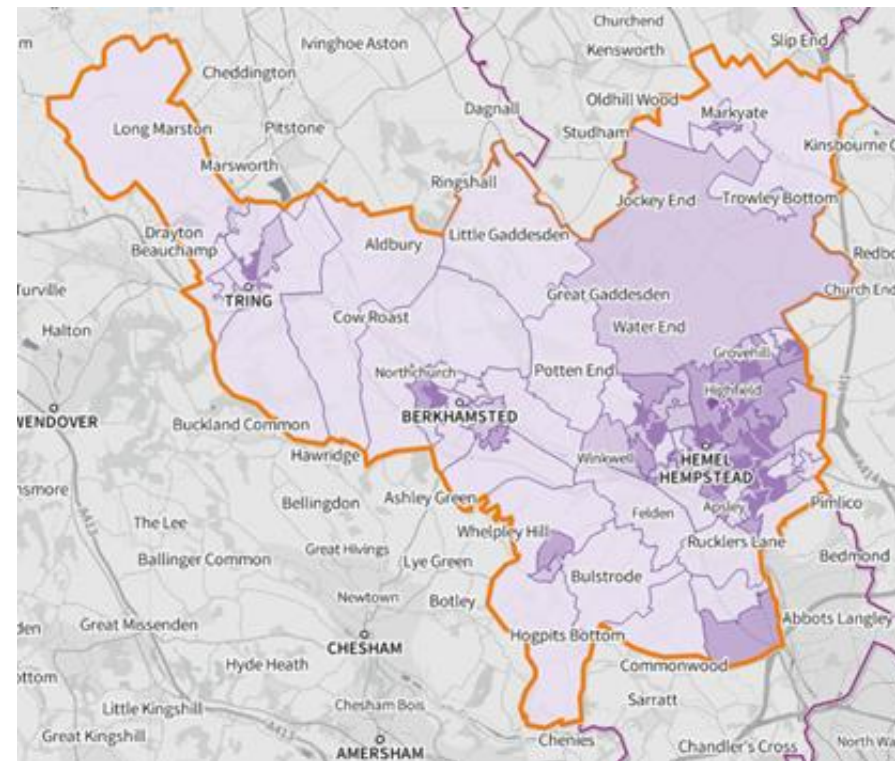 Churchend
Slip End
Ivinghoe Aston
Kensworth
Cheddington
Dagnall
Oldhill Wood
Markyate
Long Marston
Pitstone
Studham
Kinsbourne
Marsworth
Ringshall
Jockey End
Trowley Bottom
Drayton
Beauchamp
Aldbury
Little Gaddesden
Turville
TRING
Great Gaddesden
Church End
Halton
Cow Roast
Water End
Grovehill
Northchurch
Potten End
Highfield
WENDOVER
BERKHAMSTED
Buckland Common
Hawridge
Winkwell
HEMEL
HEMPSTEAD
A414
Bellingdon
Ashley Green
Felden
Apsley
Pimlico
A413
The Lee
Whelpley Hill
Rucklers Lane
Ballinger Common
Great Hivings
Lye Green
Bulstrode
Bedmond
Newtown
Botley
Great Missenden
CHESHAM
Hogpits Bottom
Abbots Langley
Hyde Heath
Commonwood
Little Kingshill
Chesham Bois
Sarratt
Great Kingshill
A413
AMERSHAM
Chenies
Chandler's Cross
North